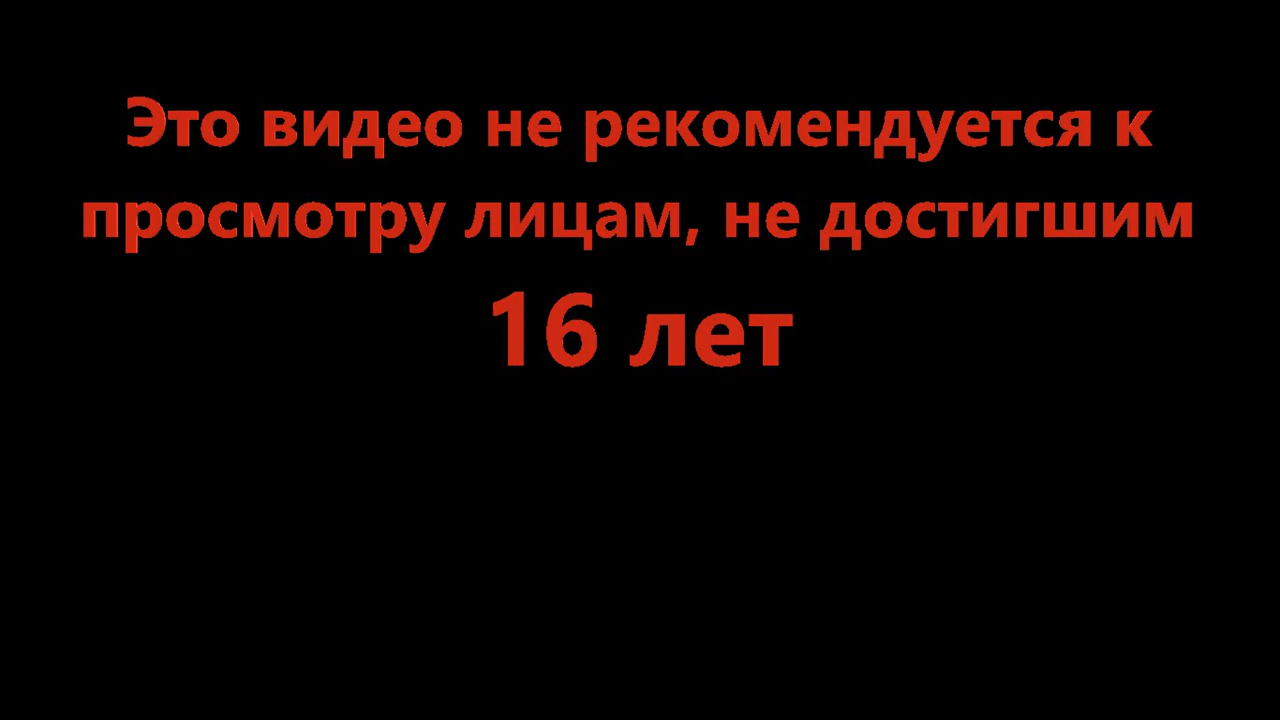 Это видео не рекомендуется к
просмотру лицам, не достигшим
16 лет